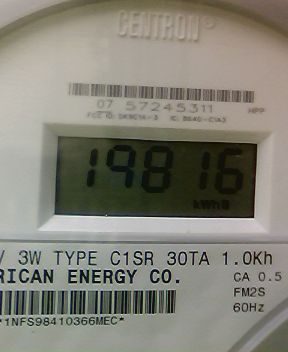 CENTRON®
07 57245311 HPP
19816
kWh
/ 3W TYPE C1SR 30TA 1.0Kh
RICAN ENERGY CO. CA 0.5
FM2S
60Hz
*1NFS98410366MEC*